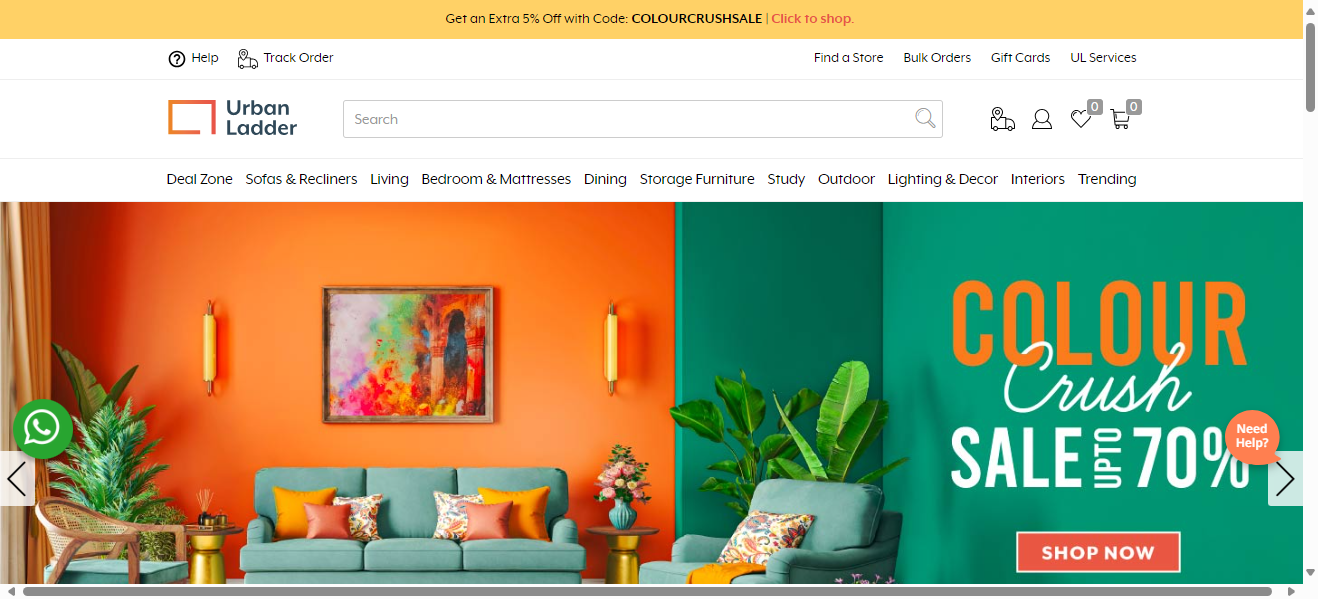 Get an Extra 5% Off with Code: COLOURCRUSHSALE | Click to shop.
Help Track Order Find a Store Bulk Orders Gift Cards UL Services
Urban
Ladder
Search
0 0
Deal Zone Sofas & Recliners Living Bedroom & Mattresses Dining Storage Furniture Study Outdoor Lighting & Decor Interiors Trending
COLOUR
Crush
SALE UPTO 70%
Need
Help?
SHOP NOW